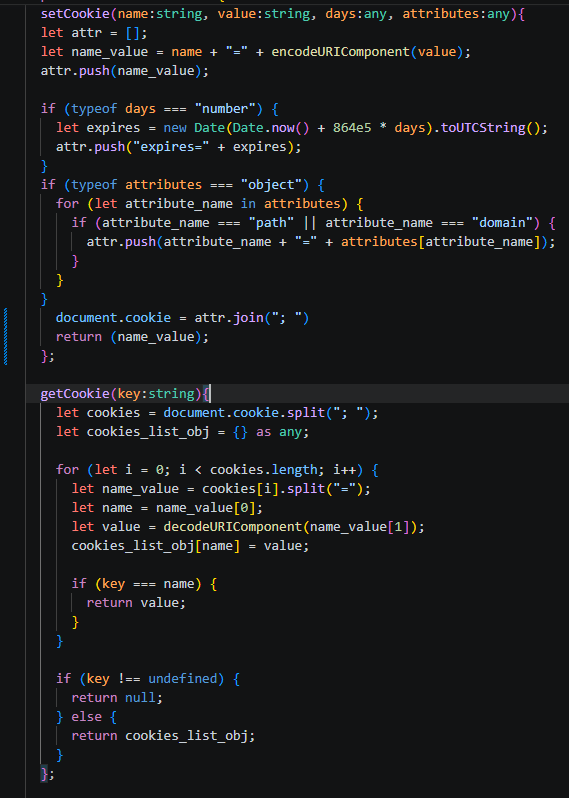 setCookie(name:string, value:string, days:any, attributes:any){
let attr = [];
let name_value = name + "=" + encodeURIComponent(value);
attr.push(name_value);

if (typeof days === "number") {
  let expires = new Date(Date.now() + 864e5 * days).toUTCString();
  attr.push("expires=" + expires);
}
if (typeof attributes === "object") {
  for (let attribute_name in attributes) {
    if (attribute_name === "path" || attribute_name === "domain") {
      attr.push(attribute_name + "=" + attributes[attribute_name]);
    }
  }
}
  document.cookie = attr.join("; ")
  return (name_value);
};

getCookie(key:string){
  let cookies = document.cookie.split("; ");
  let cookies_list_obj = {} as any;

  for (let i = 0; i < cookies.length; i++) {
    let name_value = cookies[i].split("=");
    let name = name_value[0];
    let value = decodeURIComponent(name_value[1]);
    cookies_list_obj[name] = value;

    if (key === name) {
      return value;
    }
  }

  if (key !== undefined) {
    return null;
  } else {
    return cookies_list_obj;
  }
};